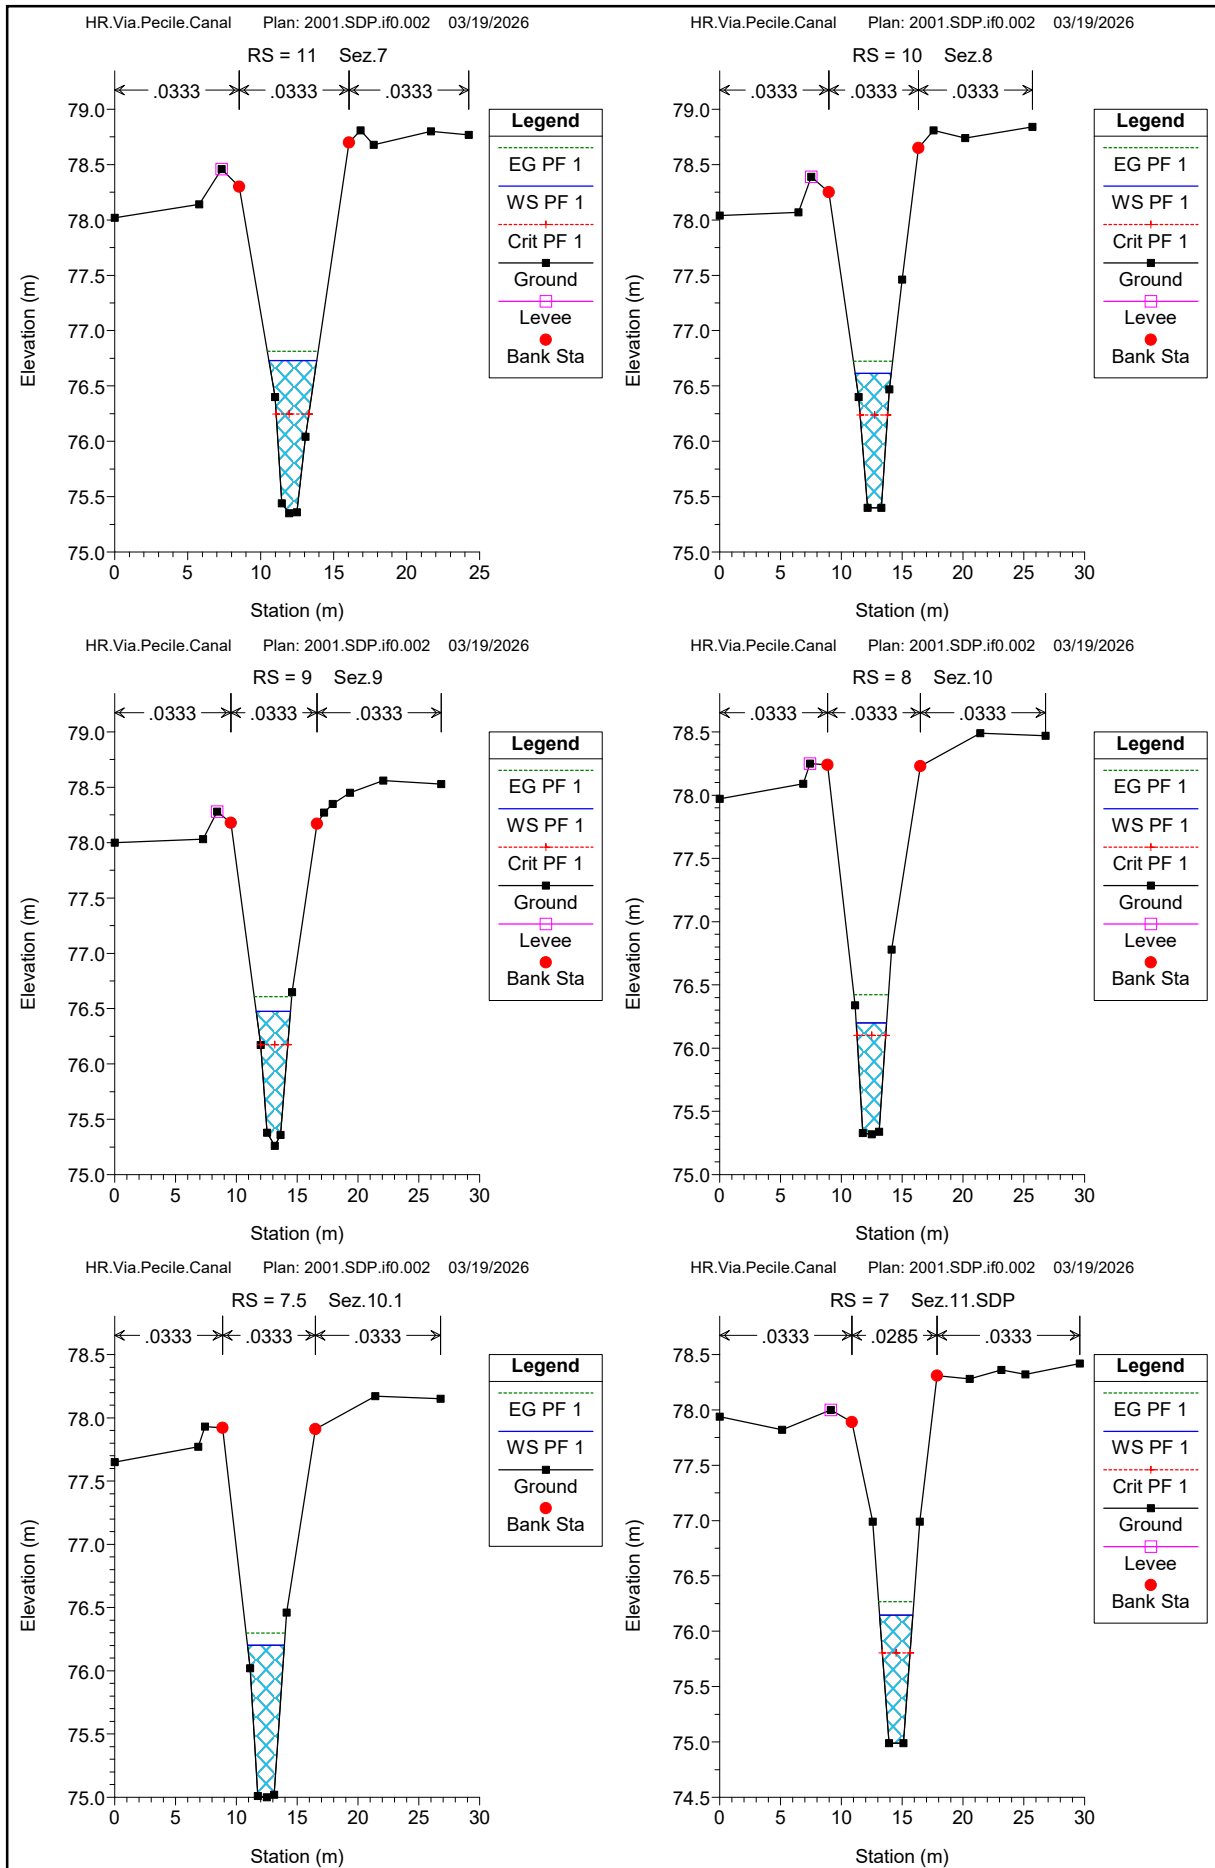 HR.Via.Pecile.Canal Plan: 2001.SDP.if0.002 03/19/2026
RS = 11 Sez.7
.0333 .0333 .0333
79.0
78.5
78.0
77.5
77.0
76.5
76.0
75.5
75.0
Elevation (m)
0 5 10 15 20 25
Station (m)
Legend
EG PF 1
WS PF 1
Crit PF 1
Ground
Levee
Bank Sta
HR.Via.Pecile.Canal Plan: 2001.SDP.if0.002 03/19/2026
RS = 10 Sez.8
.0333 .0333 .0333
79.0
78.5
78.0
77.5
77.0
76.5
76.0
75.5
75.0
Elevation (m)
0 5 10 15 20 25 30
Station (m)
Legend
EG PF 1
WS PF 1
Crit PF 1
Ground
Levee
Bank Sta
HR.Via.Pecile.Canal Plan: 2001.SDP.if0.002 03/19/2026
RS = 9 Sez.9
.0333 .0333 .0333
79.0
78.5
78.0
77.5
77.0
76.5
76.0
75.5
75.0
Elevation (m)
0 5 10 15 20 25 30
Station (m)
Legend
EG PF 1
WS PF 1
Crit PF 1
Ground
Levee
Bank Sta
HR.Via.Pecile.Canal Plan: 2001.SDP.if0.002 03/19/2026
RS = 8 Sez.10
.0333 .0333 .0333
78.5
78.0
77.5
77.0
76.5
76.0
75.5
75.0
Elevation (m)
0 5 10 15 20 25 30
Station (m)
Legend
EG PF 1
WS PF 1
Crit PF 1
Ground
Levee
Bank Sta
HR.Via.Pecile.Canal Plan: 2001.SDP.if0.002 03/19/2026
RS = 7.5 Sez.10.1
.0333 .0333 .0333
78.5
78.0
77.5
77.0
76.5
76.0
75.5
75.0
Elevation (m)
0 5 10 15 20 25 30
Station (m)
Legend
EG PF 1
WS PF 1
Ground
Bank Sta
HR.Via.Pecile.Canal Plan: 2001.SDP.if0.002 03/19/2026
RS = 7 Sez.11.SDP
.0333 .0285 .0333
78.5
78.0
77.5
77.0
76.5
76.0
75.5
75.0
74.5
Elevation (m)
0 5 10 15 20 25 30
Station (m)
Legend
EG PF 1
WS PF 1
Crit PF 1
Ground
Levee
Bank Sta